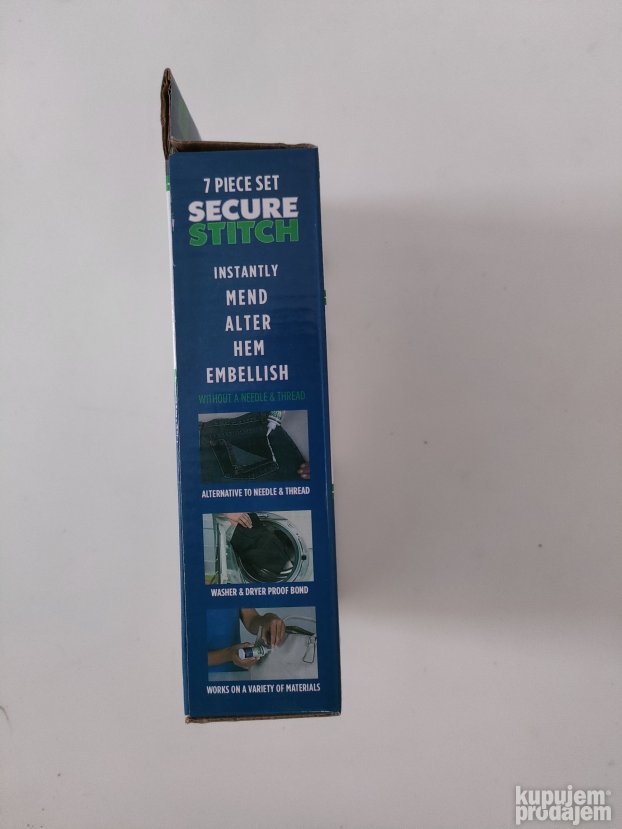 7 PIECE SET
SECURE
STITCH
INSTANTLY
MEND
ALTER
HEM
EMBELLISH
WITHOUT A NEEDLE & THREAD
ALTERNATIVE TO NEEDLE & THREAD
WASHER & DRYER PROOF BOND
WORKS ON A VARIETY OF MATERIALS
kupujem
prodajem